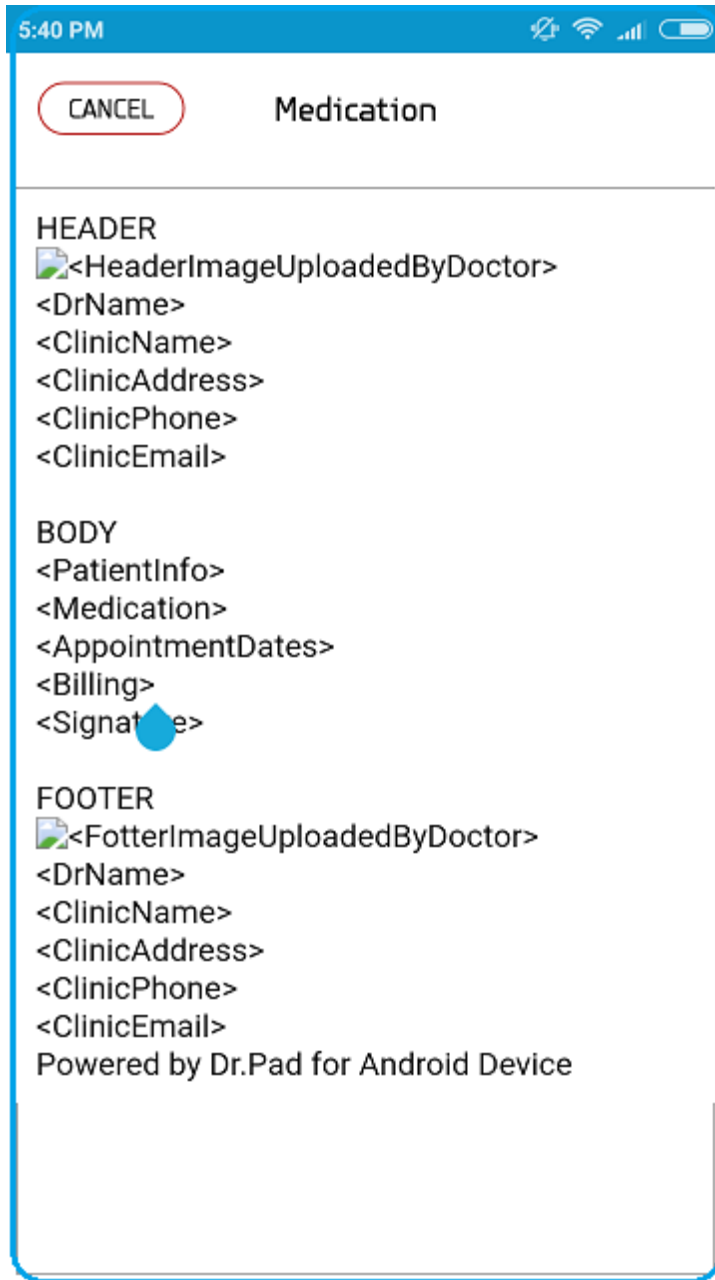 5:40 PM
CANCEL
Medication
HEADER
<HeaderImageUploadedByDoctor>
<DrName>
<ClinicName>
<ClinicAddress>
<ClinicPhone>
<ClinicEmail>
BODY
<PatientInfo>
<Medication>
<AppointmentDates>
<Billing>
<Signature>
FOOTER
<FotterImageUploadedByDoctor>
<DrName>
<ClinicName>
<ClinicAddress>
<ClinicPhone>
<ClinicEmail>
Powered by Dr.Pad for Android Device